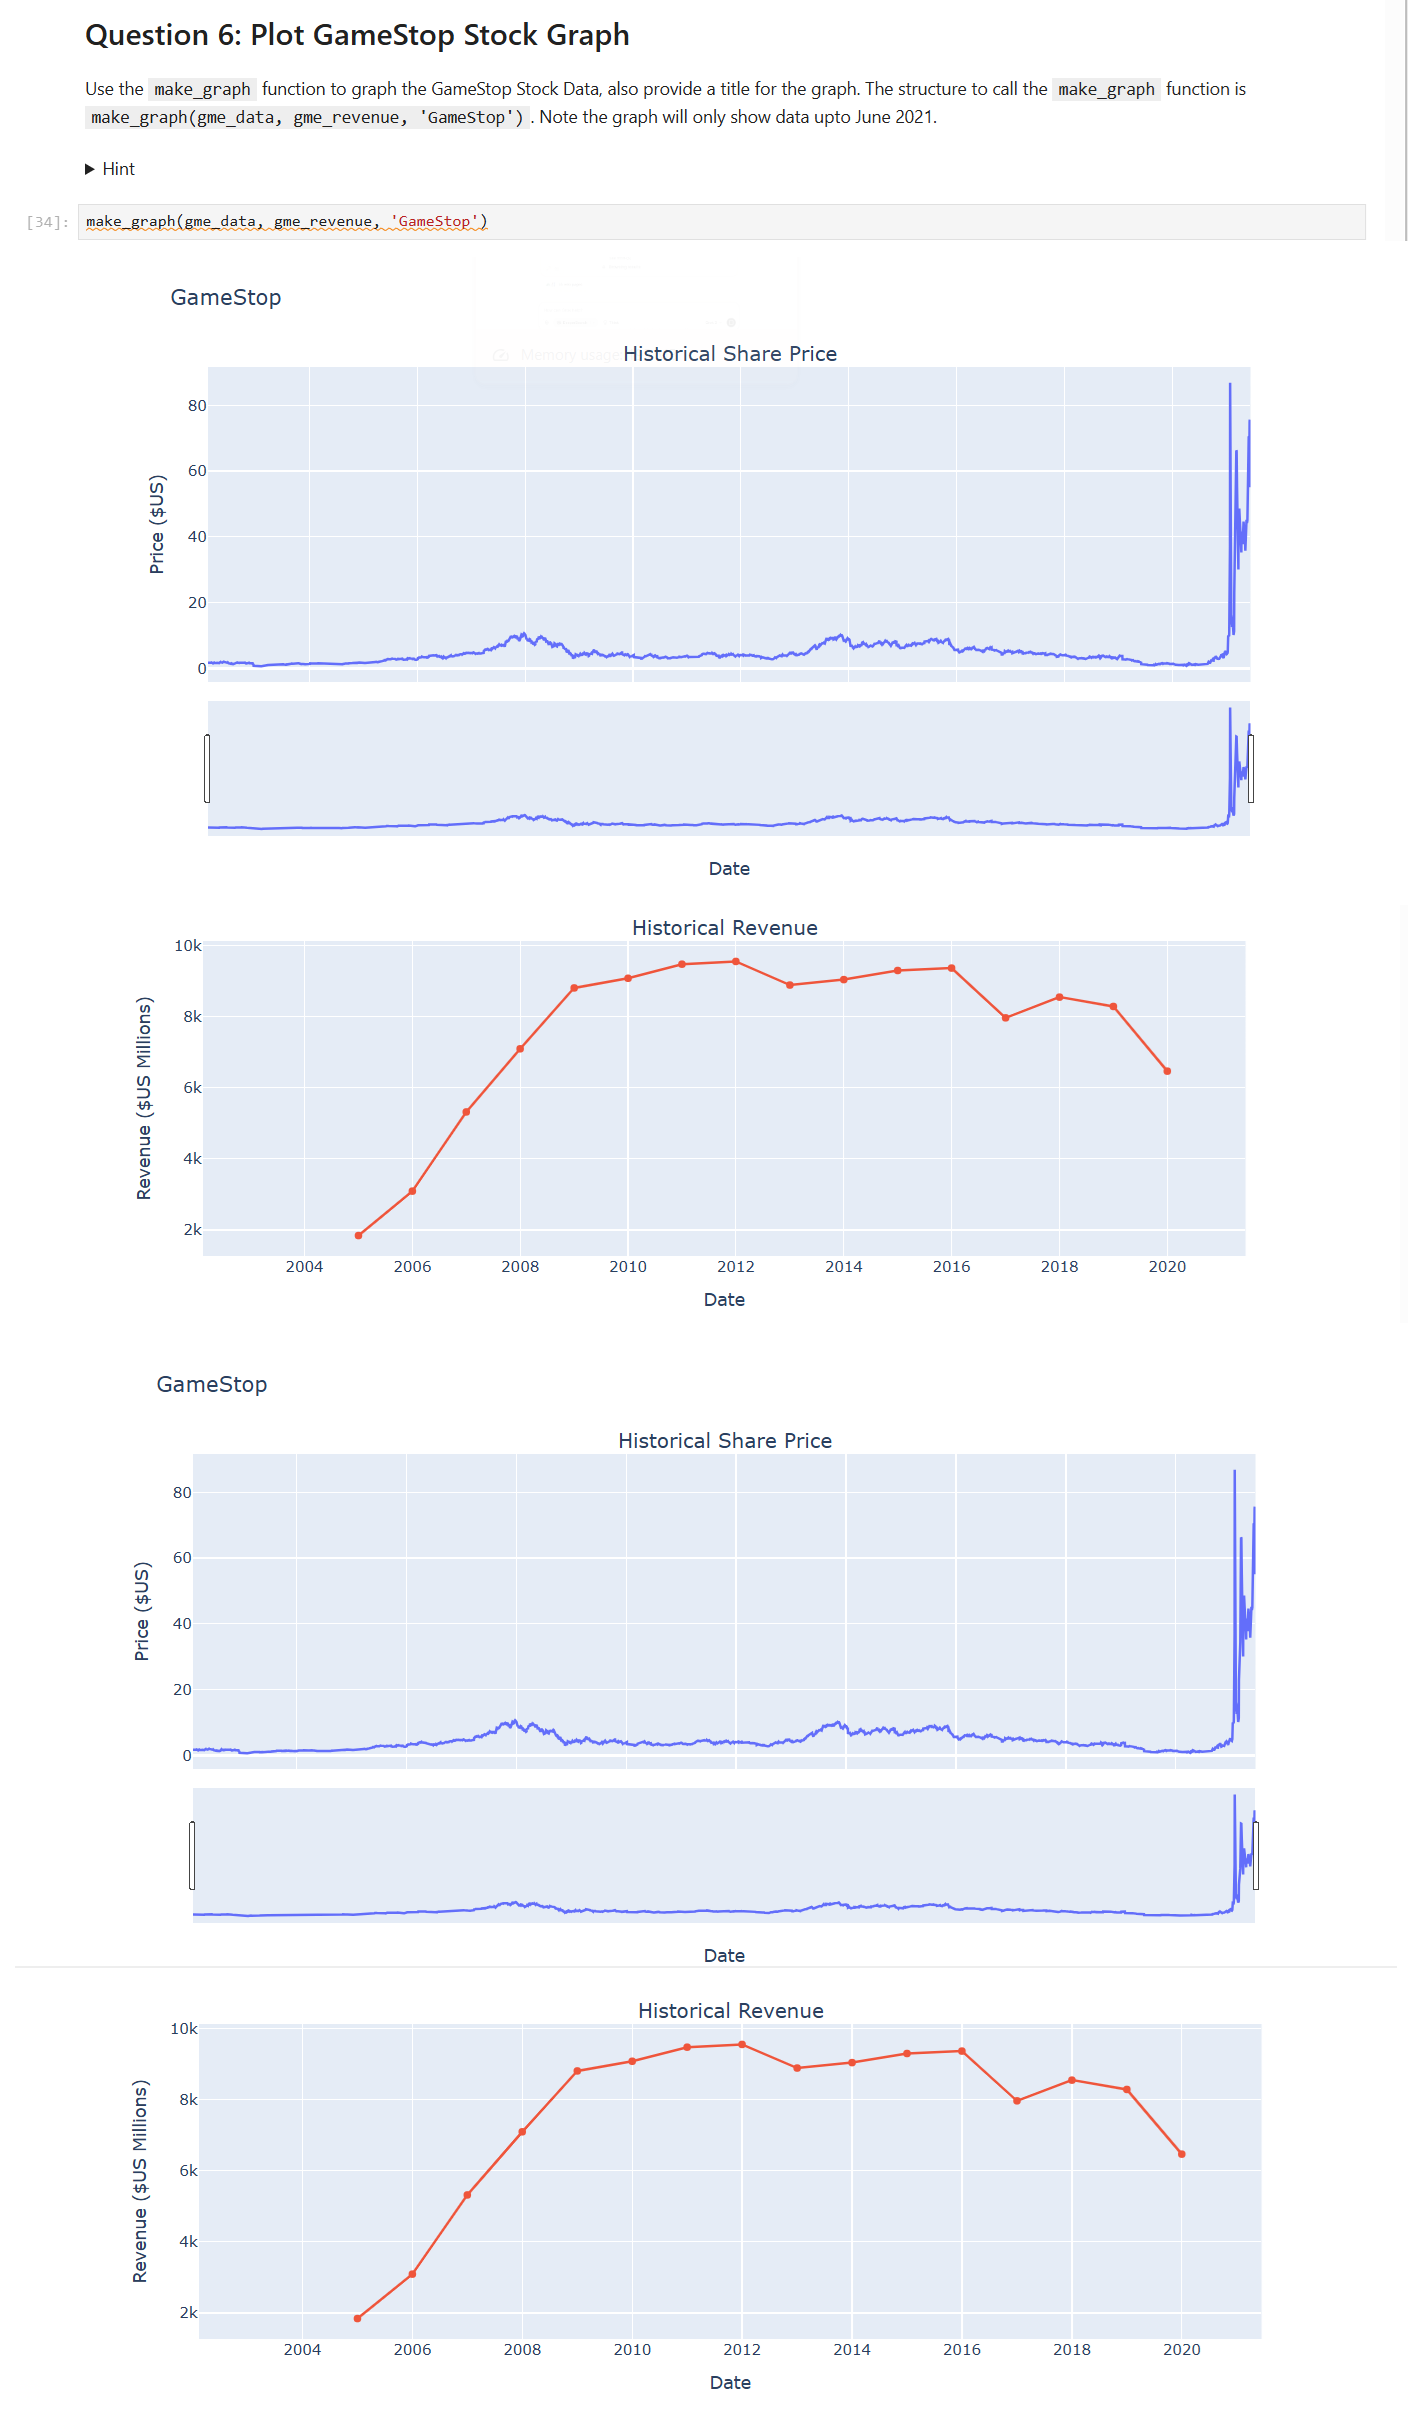 Question 6: Plot GameStop Stock Graph
Use the make_graph function to graph the GameStop Stock Data, also provide a title for the graph. The structure to call the make_graph function is
make_graph(gme_data, gme_revenue, 'GameStop') . Note the graph will only show data upto June 2021.
Hint
[34]: make_graph(gme_data, gme_revenue, 'GameStop')
GameStop
Memory usage
Historical Share Price
80
60
40
20
0
Price ($US)
Date
Historical Revenue
10k
8k
6k
4k
2k
Revenue ($US Millions)
2004 2006 2008 2010 2012 2014 2016 2018 2020
Date
GameStop
Historical Share Price
80
60
40
20
0
Price ($US)
Date
Historical Revenue
10k
8k
6k
4k
2k
Revenue ($US Millions)
2004 2006 2008 2010 2012 2014 2016 2018 2020
Date